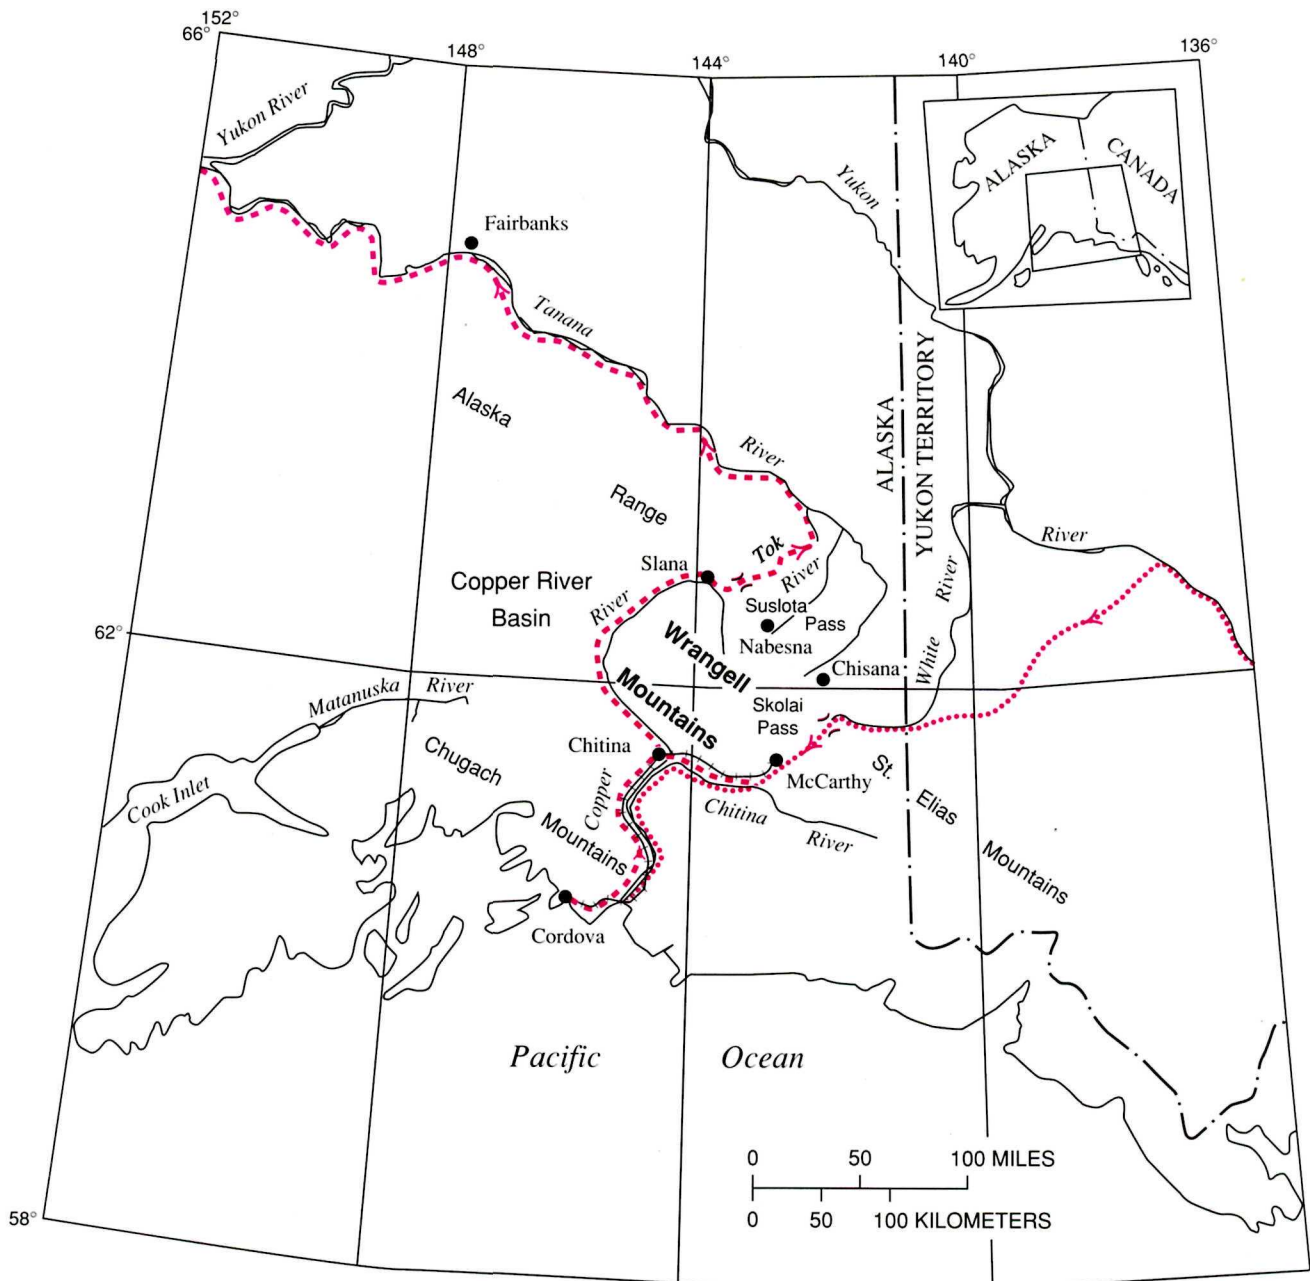 152°
66°
148°
144°
140°
136°
Yukon River
ALASKA
CANADA
Yukon
Fairbanks
Tanana
Alaska
River
ALASKA
YUKON TERRITORY
Range
Slana
Tok
River
River
River
Copper River
Basin
River
Suslota
Pass
Nabesna
62°
Wrangell
Mountains
Chisana
White
Matanuska
River
Skolai
Pass
Chitina
McCarthy
St.
Elias
Mountains
Chugach
Mountains
Cook Inlet
Copper
Chitina
River
Cordova
Pacific
Ocean
0
50
100 MILES
0
50
100 KILOMETERS
58°